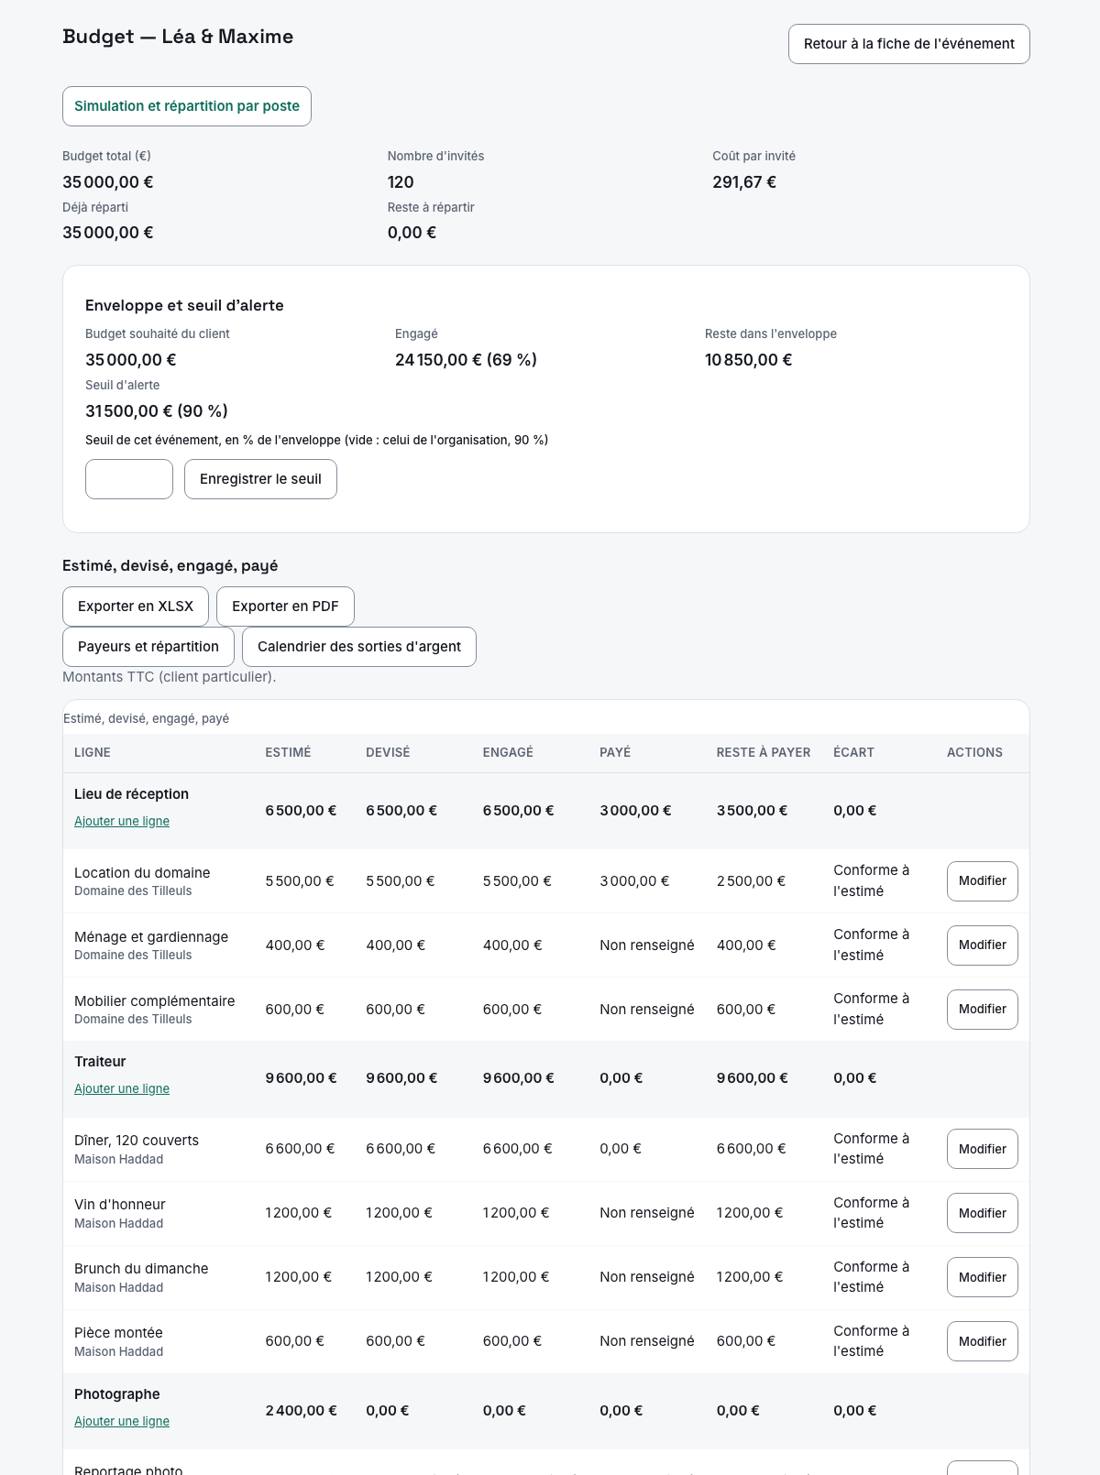 Budget — Léa & Maxime
Retour à la fiche de l'événement
Simulation et répartition par poste
Budget total (€)
Nombre d'invités
Coût par invité
35 000,00 €
120
291,67 €
Déjà réparti
Reste à répartir
35 000,00 €
0,00 €
Enveloppe et seuil d'alerte
Budget souhaité du client
Engagé
Reste dans l'enveloppe
35 000,00 €
24 150,00 € (69 %)
10 850,00 €
Seuil d'alerte
31 500,00 € (90 %)
Seuil de cet événement, en % de l'enveloppe (vide : celui de l'organisation, 90 %)
Enregistrer le seuil
Estimé, devisé, engagé, payé
Exporter en XLSX
Exporter en PDF
Payeurs et répartition
Calendrier des sorties d'argent
Montants TTC (client particulier).
Estimé, devisé, engagé, payé
LIGNE ESTIMÉ DEVISÉ ENGAGÉ PAYÉ RESTE À PAYER ÉCART ACTIONS
Lieu de réception
Ajouter une ligne
6 500,00 € 6 500,00 € 6 500,00 € 3 000,00 € 3 500,00 € 0,00 €
Location du domaine
Domaine des Tilleuls
5 500,00 € 5 500,00 € 5 500,00 € 3 000,00 € 2 500,00 €
Conforme à
l'estimé
Modifier
Ménage et gardiennage
Domaine des Tilleuls
400,00 € 400,00 € 400,00 € Non renseigné 400,00 €
Conforme à
l'estimé
Modifier
Mobilier complémentaire
Domaine des Tilleuls
600,00 € 600,00 € 600,00 € Non renseigné 600,00 €
Conforme à
l'estimé
Modifier
Traiteur
Ajouter une ligne
9 600,00 € 9 600,00 € 9 600,00 € 0,00 € 9 600,00 € 0,00 €
Dîner, 120 couverts
Maison Haddad
6 600,00 € 6 600,00 € 6 600,00 € 0,00 € 6 600,00 €
Conforme à
l'estimé
Modifier
Vin d'honneur
Maison Haddad
1 200,00 € 1 200,00 € 1 200,00 € Non renseigné 1 200,00 €
Conforme à
l'estimé
Modifier
Brunch du dimanche
Maison Haddad
1 200,00 € 1 200,00 € 1 200,00 € Non renseigné 1 200,00 €
Conforme à
l'estimé
Modifier
Pièce montée
Maison Haddad
600,00 € 600,00 € 600,00 € Non renseigné 600,00 €
Conforme à
l'estimé
Modifier
Photographe
Ajouter une ligne
2 400,00 € 0,00 € 0,00 € 0,00 € 0,00 € 0,00 €
Reportage photo